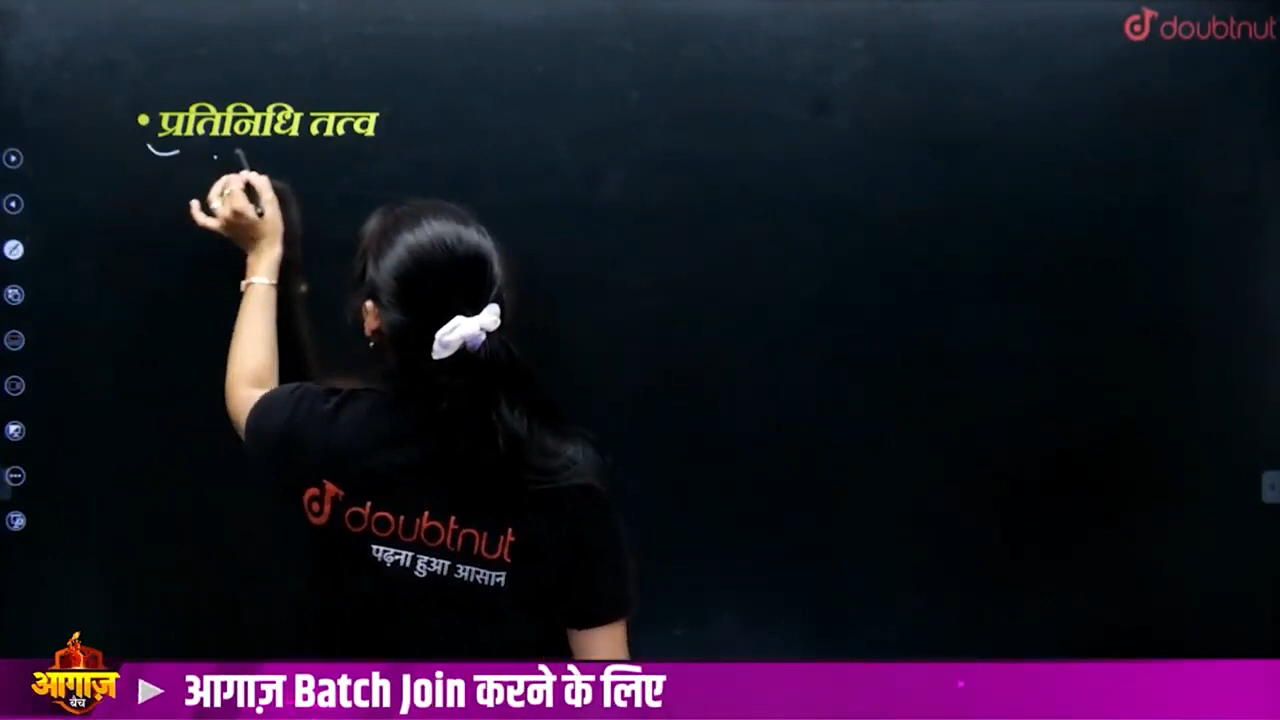 doubtnut
• प्रतिनिधि तत्व
doubtnut
पढ़ना हुआ आसान
आगाज़
बैच
आगाज़ Batch Join करने के लिए